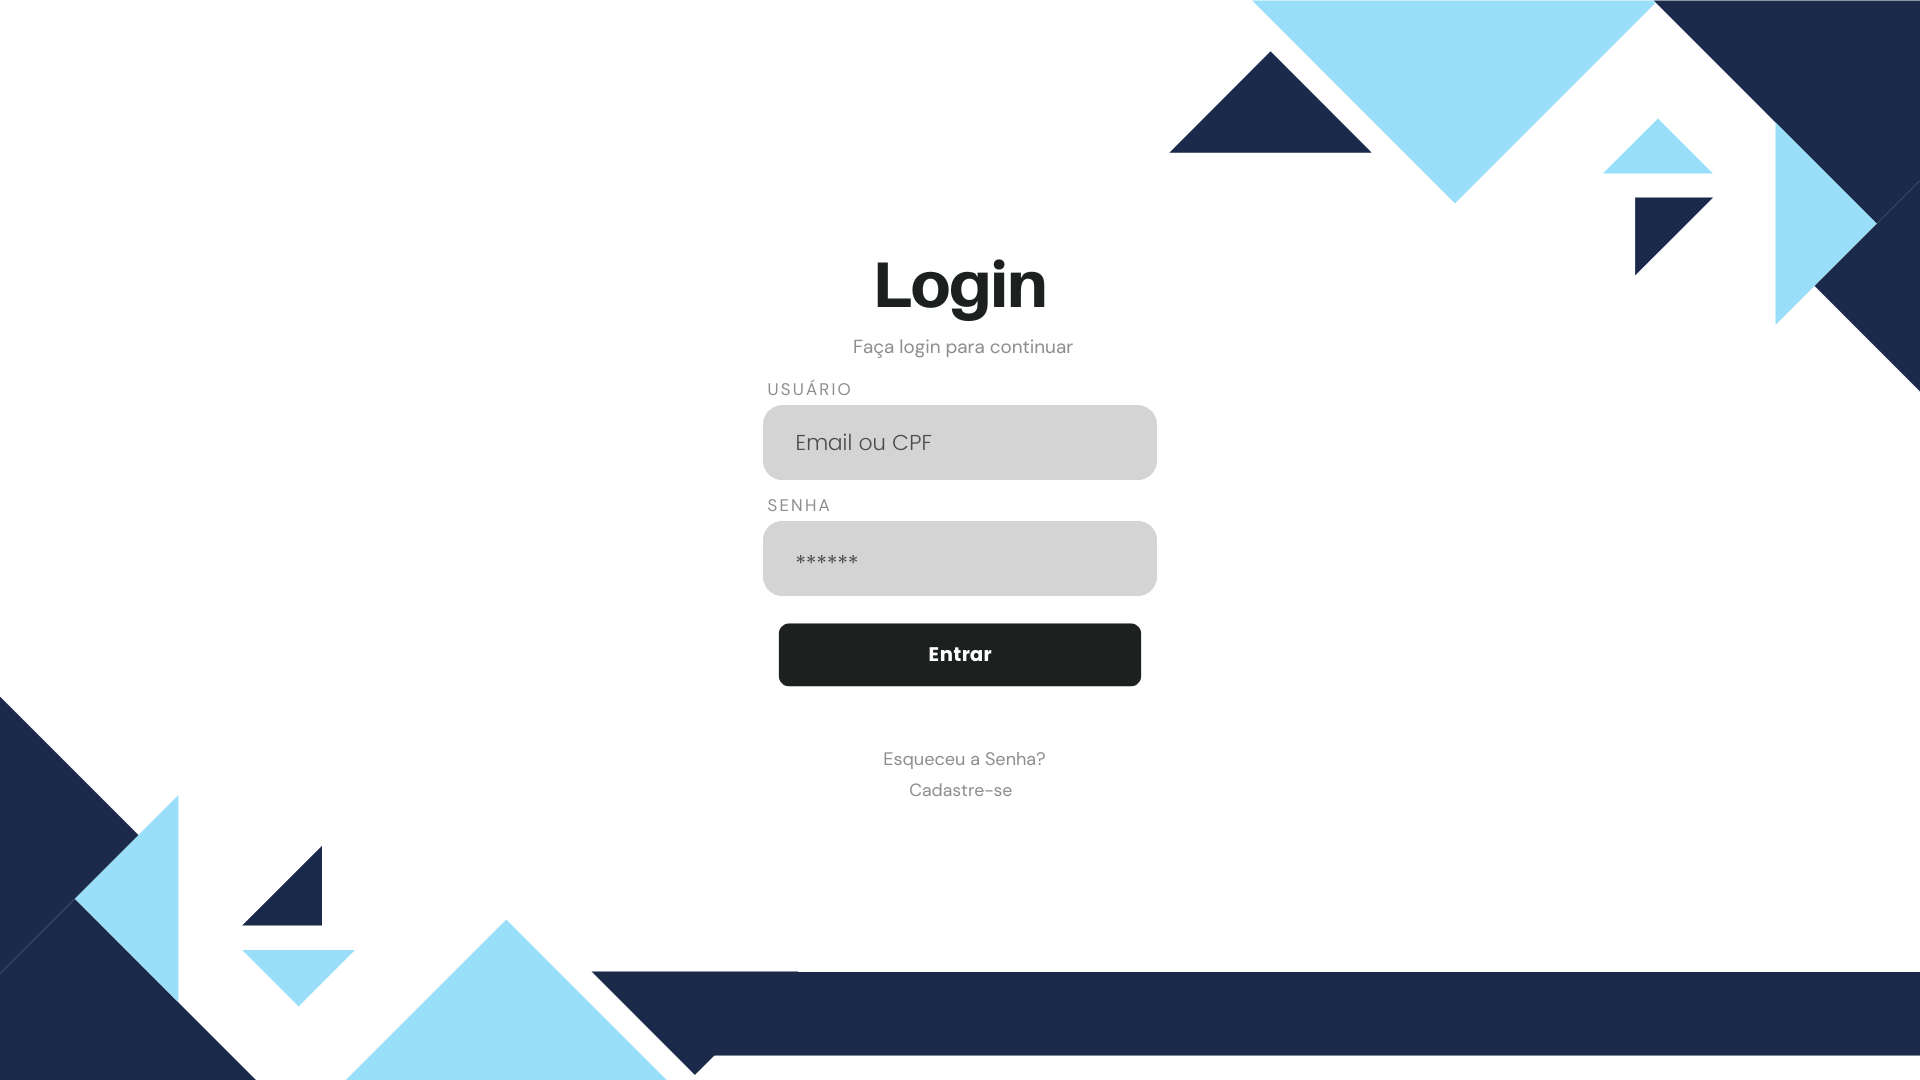 Login
Faça login para continuar
USUÁRIO
Email ou CPF
SENHA
******
Entrar
Esqueceu a Senha?
Cadastre-se